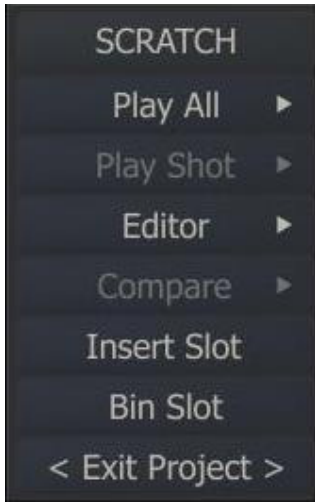 SCRATCH
Play All
Play Shot
Editor
Compare
Insert Slot
Bin Slot
< Exit Project >